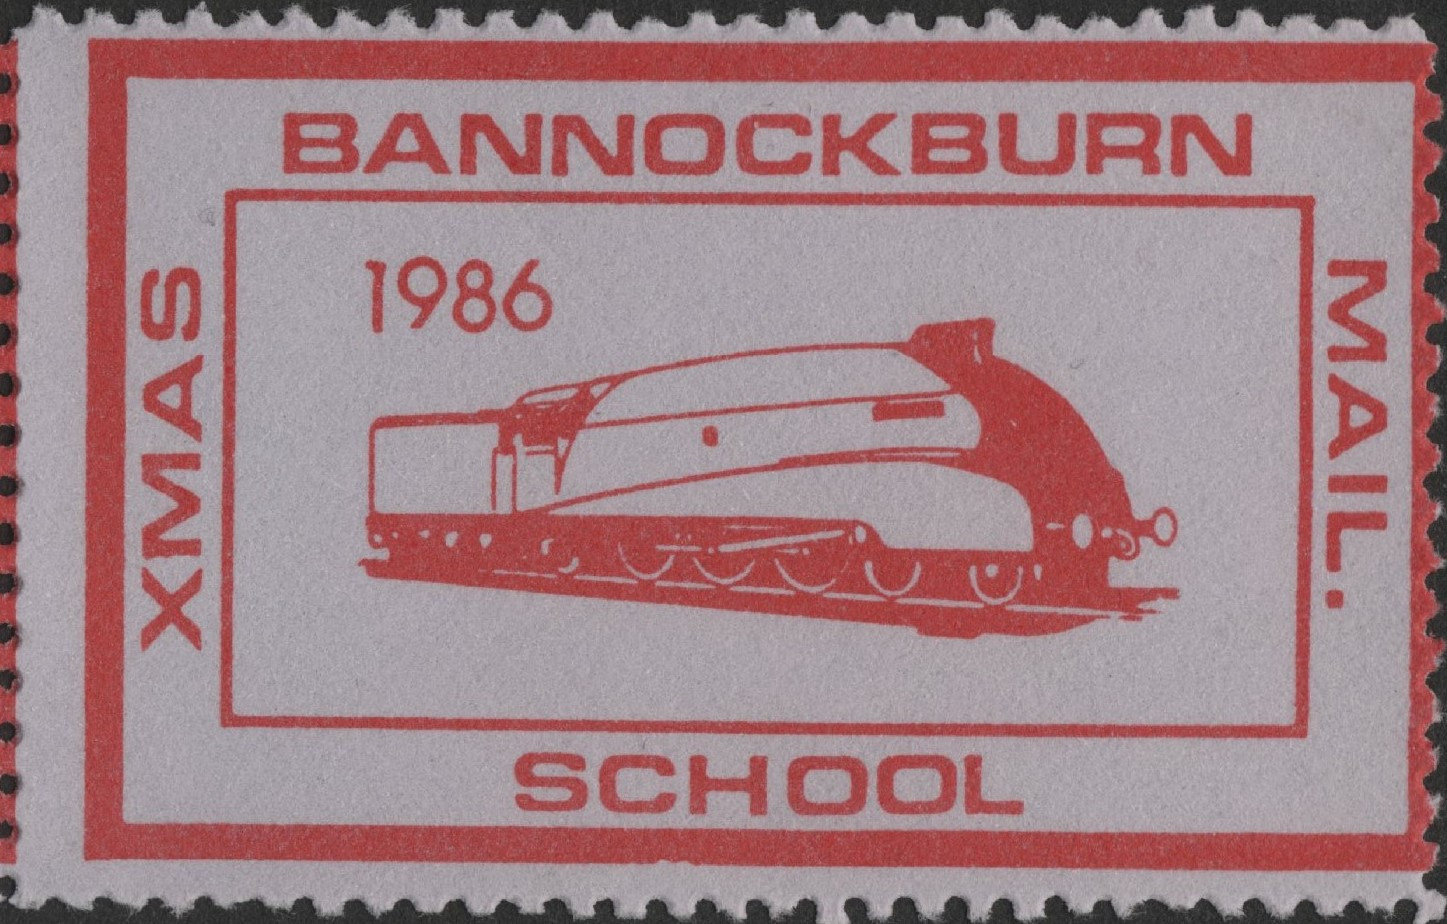 BANNOCKBURN
1986
XMAS
MAIL.
SCHOOL